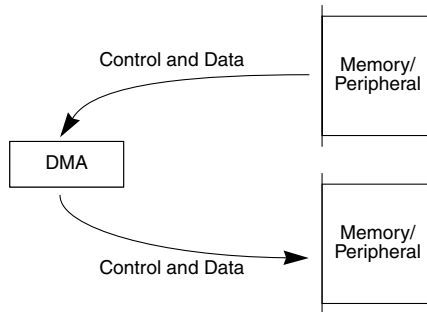 Control and Data
Memory/
Peripheral
DMA
Memory/
Peripheral
Control and Data